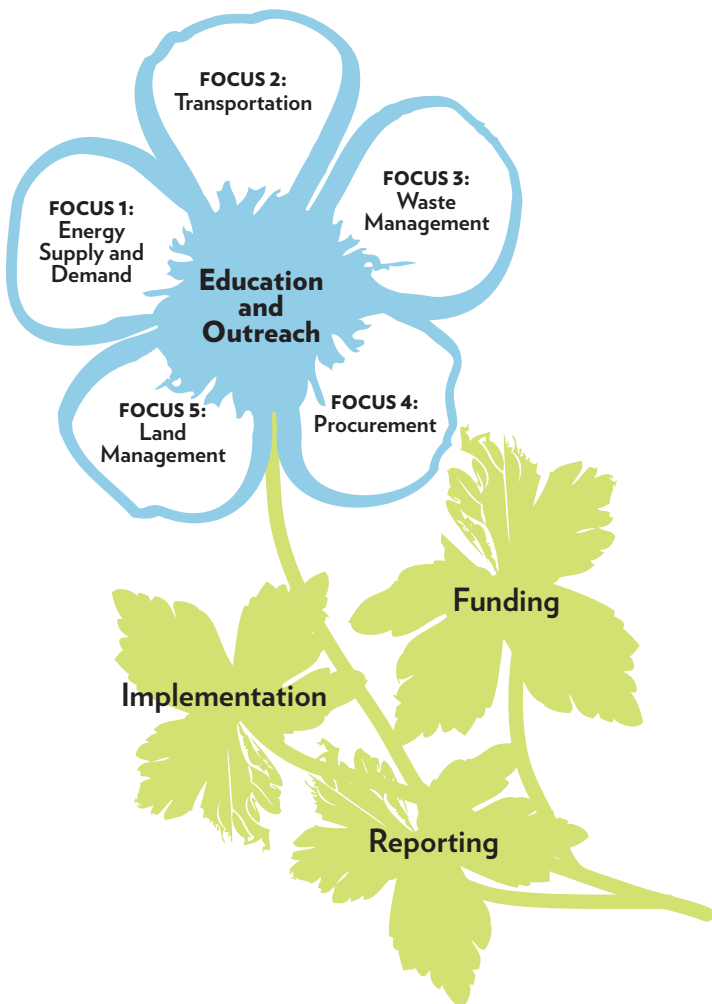 FOCUS 2:
Transportation
FOCUS 3:
Waste
Management
FOCUS 1:
Energy
Supply and
Demand
Education
and
Outreach
FOCUS 4:
Procurement
FOCUS 5:
Land
Management
Funding
Implementation
Reporting